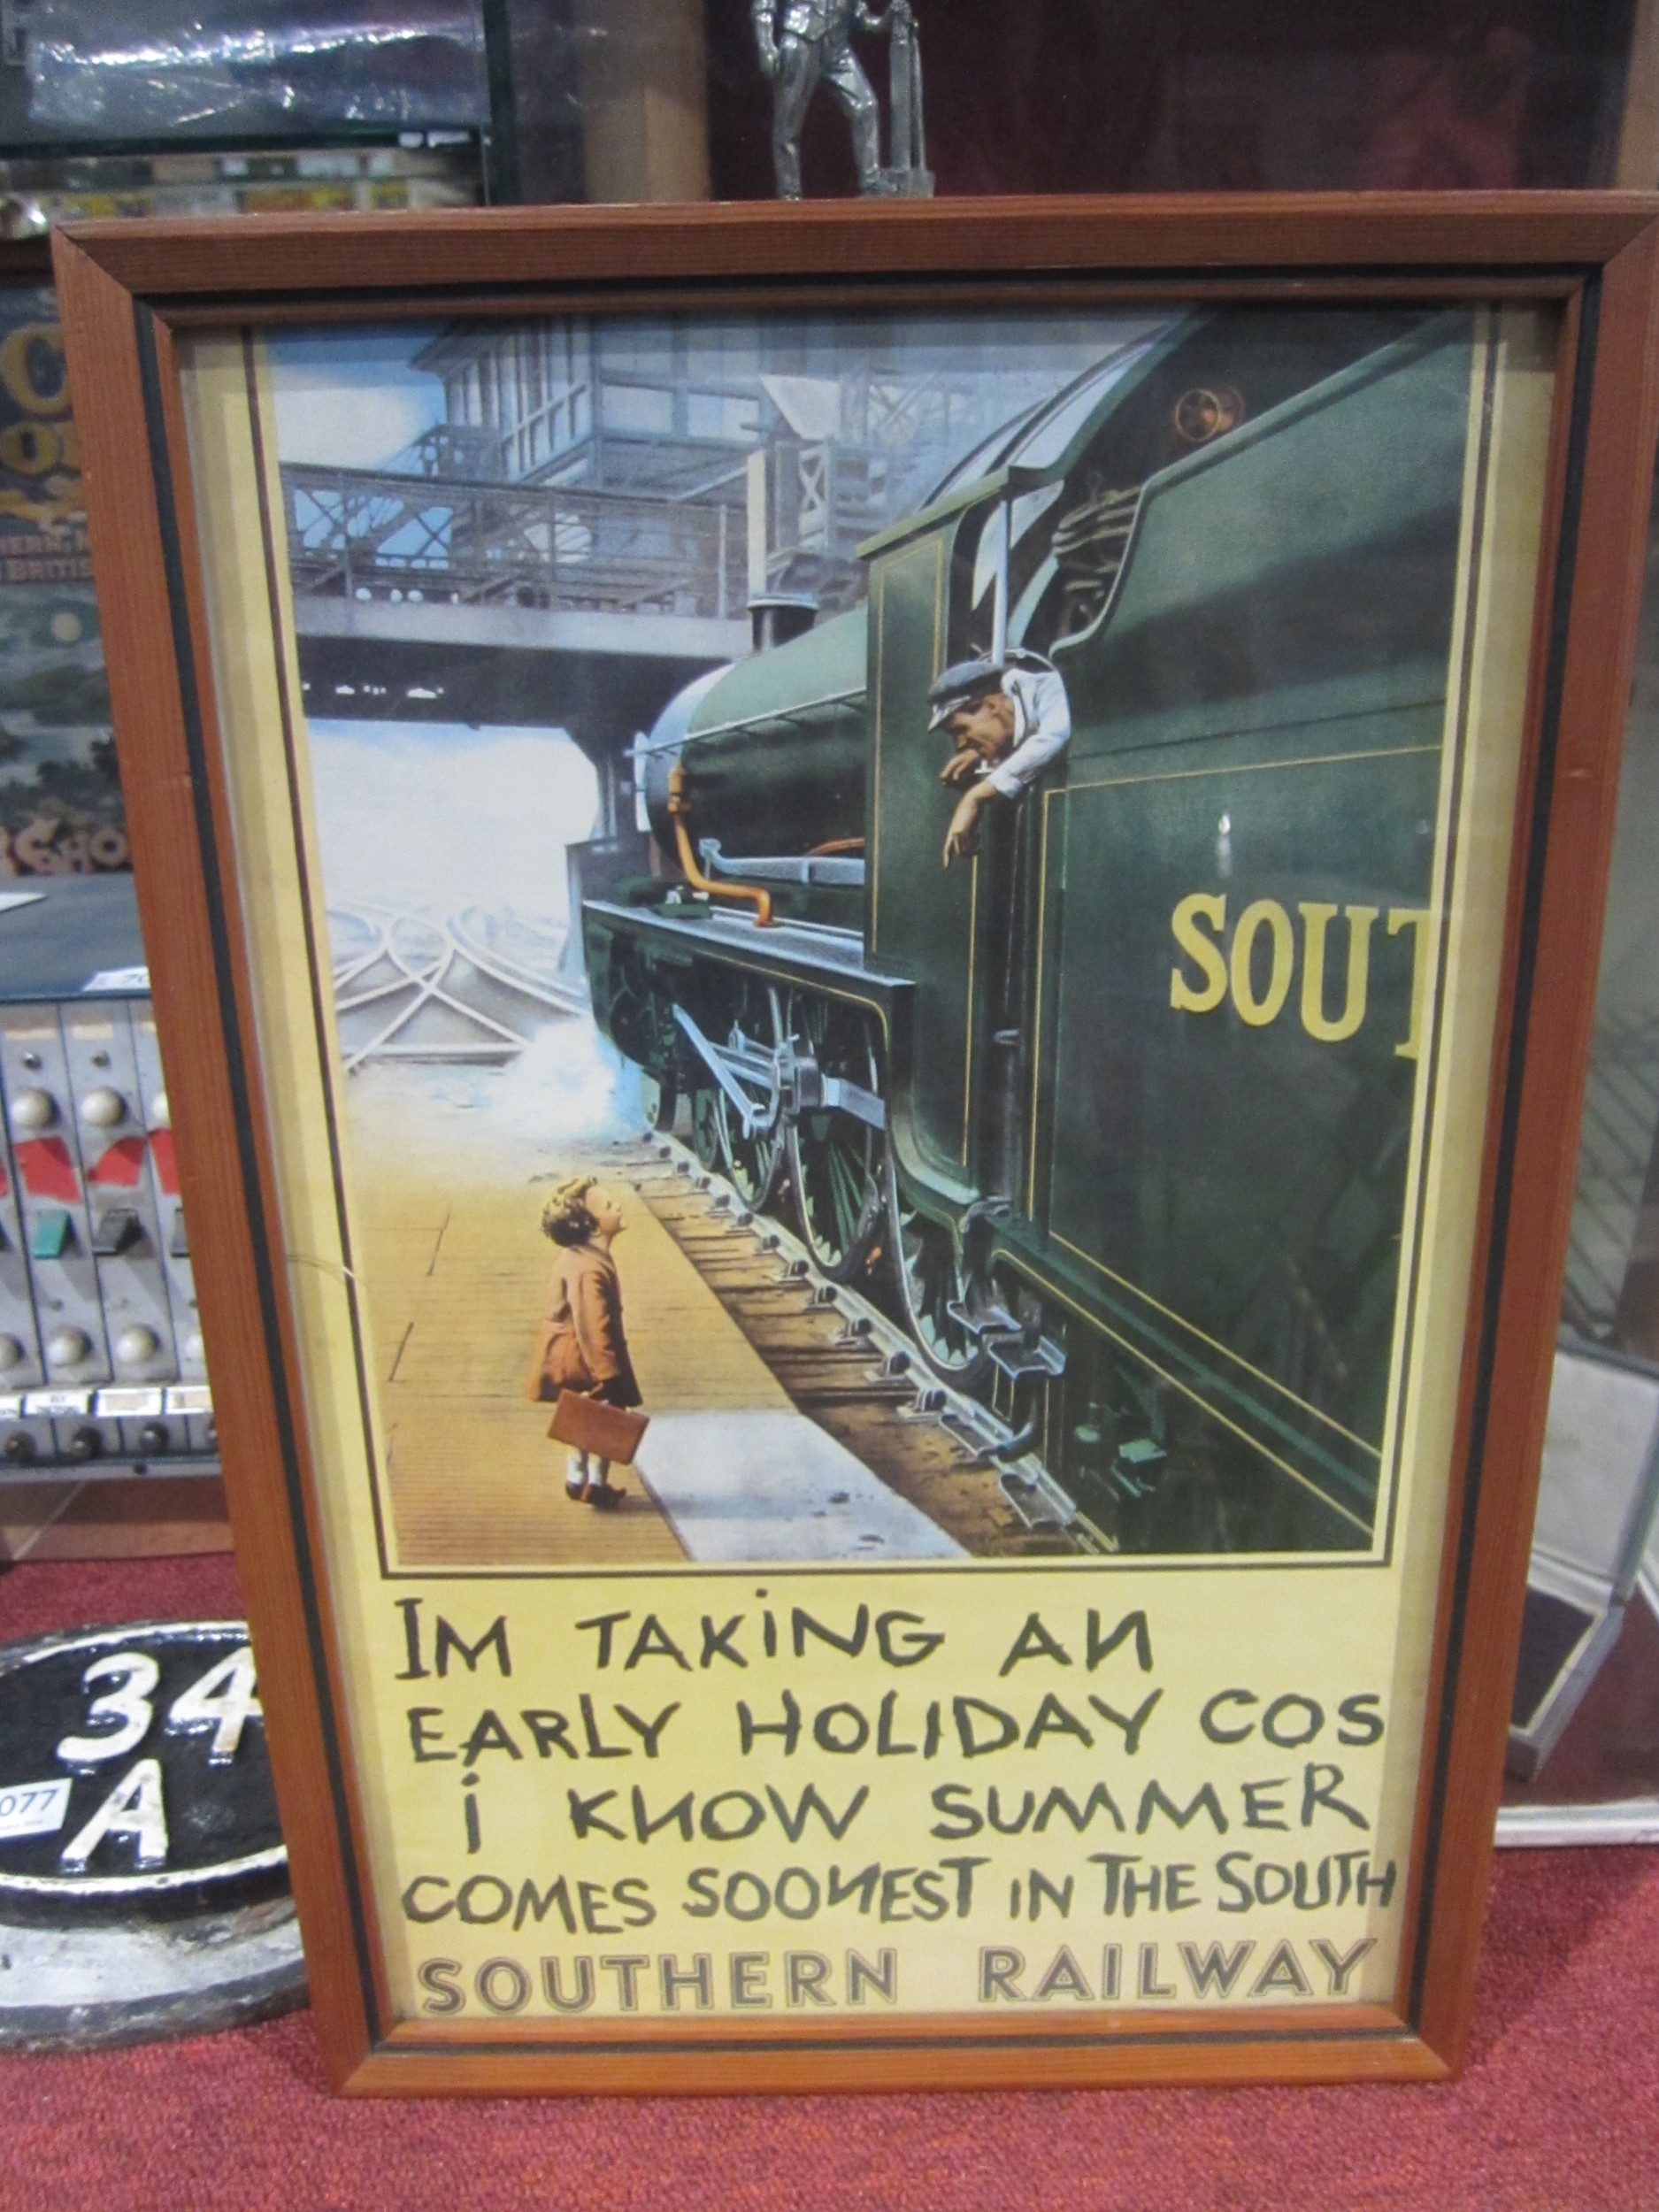 SOUT
IM TAKiNG AN
EARLY HOLIDAY COS
i KNOW SUMMER
COMES SOONEST IN THE SOUTH
SOUTHERN RAILWAY
34
A
077